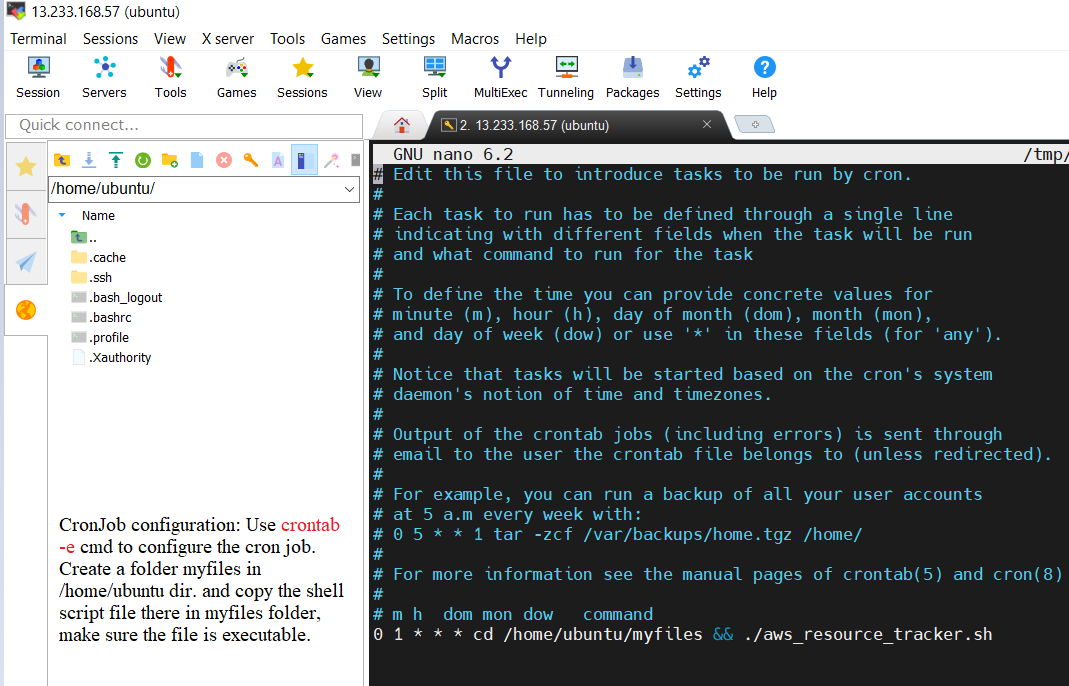 13.233.168.57 (ubuntu)
Terminal Sessions View X server Tools Games Settings Macros Help
Session Servers Tools Games Sessions View Split MultiExec Tunneling Packages Settings Help
Quick connect...
2. 13.233.168.57 (ubuntu)
/home/ubuntu/
Name
..
.cache
.ssh
.bash_logout
.bashrc
.profile
.Xauthority
CronJob configuration: Use crontab
-e cmd to configure the cron job.
Create a folder myfiles in
/home/ubuntu dir. and copy the shell
script file there in myfiles folder,
make sure the file is executable.
GNU nano 6.2 /tmp/
# Edit this file to introduce tasks to be run by cron.
#
# Each task to run has to be defined through a single line
# indicating with different fields when the task will be run
# and what command to run for the task
#
# To define the time you can provide concrete values for
# minute (m), hour (h), day of month (dom), month (mon),
# and day of week (dow) or use '*' in these fields (for 'any').
#
# Notice that tasks will be started based on the cron's system
# daemon's notion of time and timezones.
#
# Output of the crontab jobs (including errors) is sent through
# email to the user the crontab file belongs to (unless redirected).
#
# For example, you can run a backup of all your user accounts
# at 5 a.m every week with:
# 0 5 * * 1 tar -zcf /var/backups/home.tgz /home/
#
# For more information see the manual pages of crontab(5) and cron(8)
#
# m h  dom mon dow   command
0 1 * * * cd /home/ubuntu/myfiles && ./aws_resource_tracker.sh